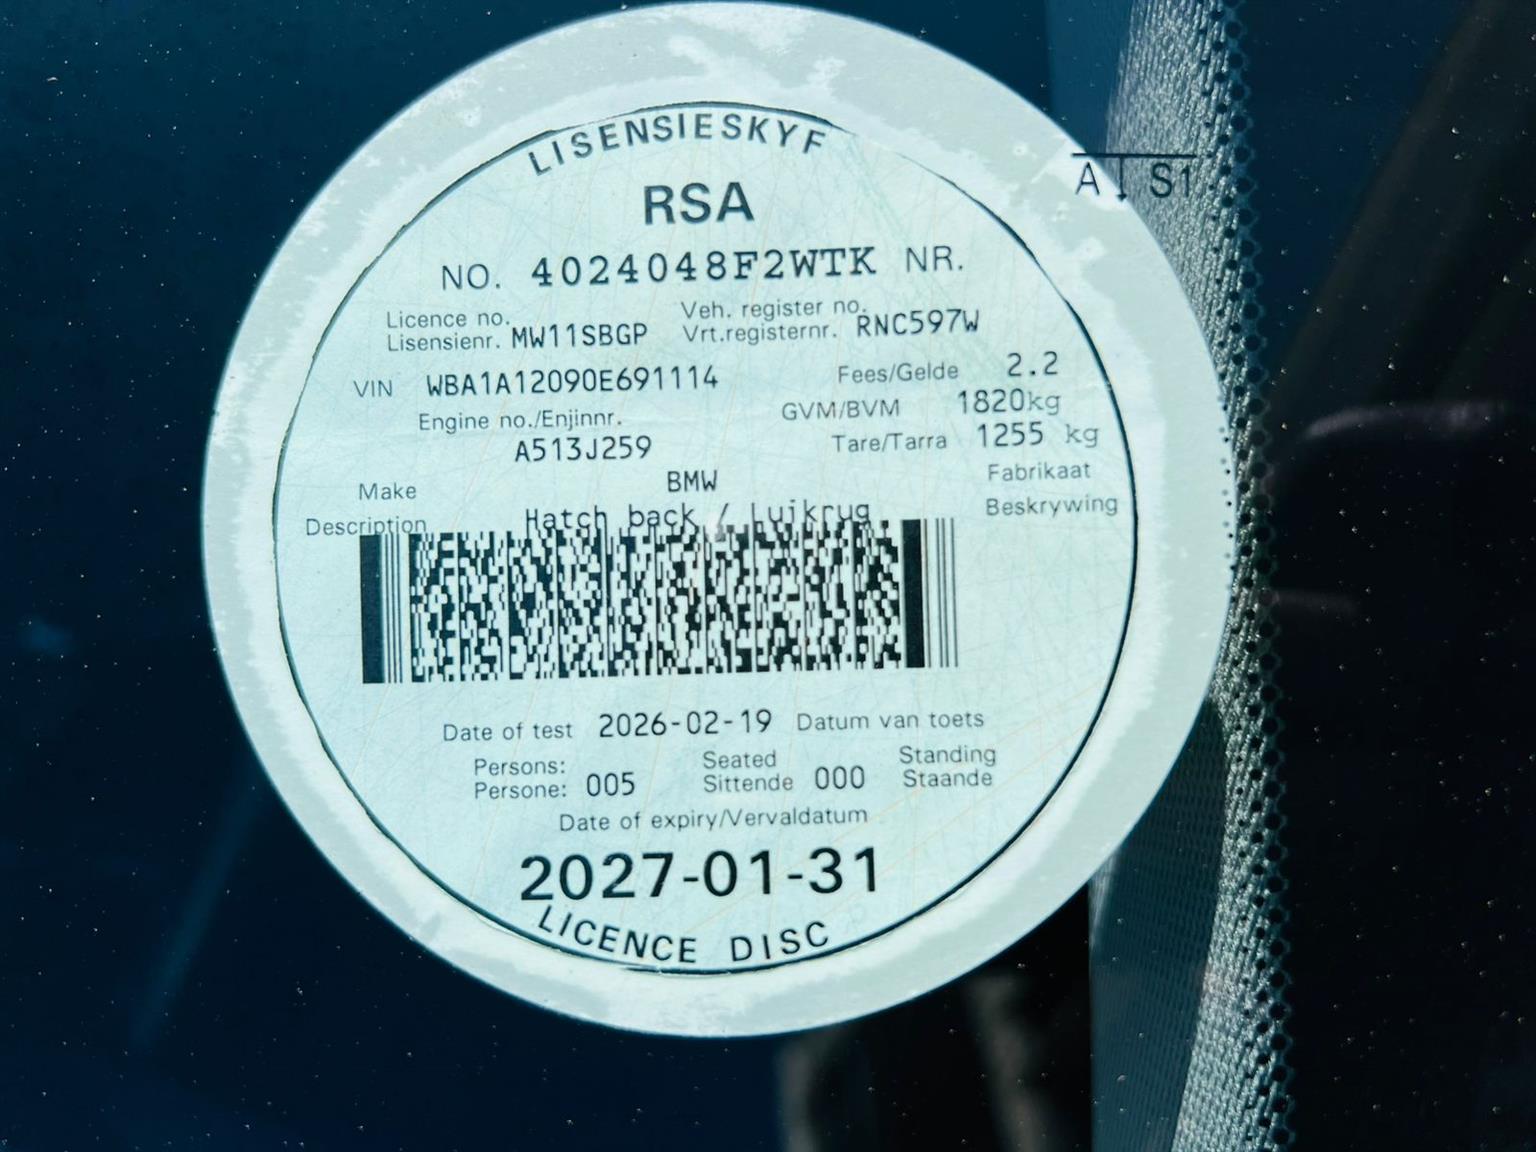 LISENSIESKYF
RSA
NO. 4024048F2WTK NR.
Licence no. Veh. register no.
Lisensienr. MW11SBGP Vrt.registernr. RNC597W
VIN WBA1A12090E691114 Fees/Gelde 2.2
Engine no./Enjinnr. GVM/BVM 1820kg
A513J259 Tare/Tarra 1255 kg
Make BMW Fabrikaat
Description Hatch back / Luikrug Beskrywing
Date of test 2026-02-19 Datum van toets
Persons: Seated Standing
Persone: 005 Sittende 000 Staande
Date of expiry/Vervaldatum
2027-01-31
LICENCE DISC
A S1